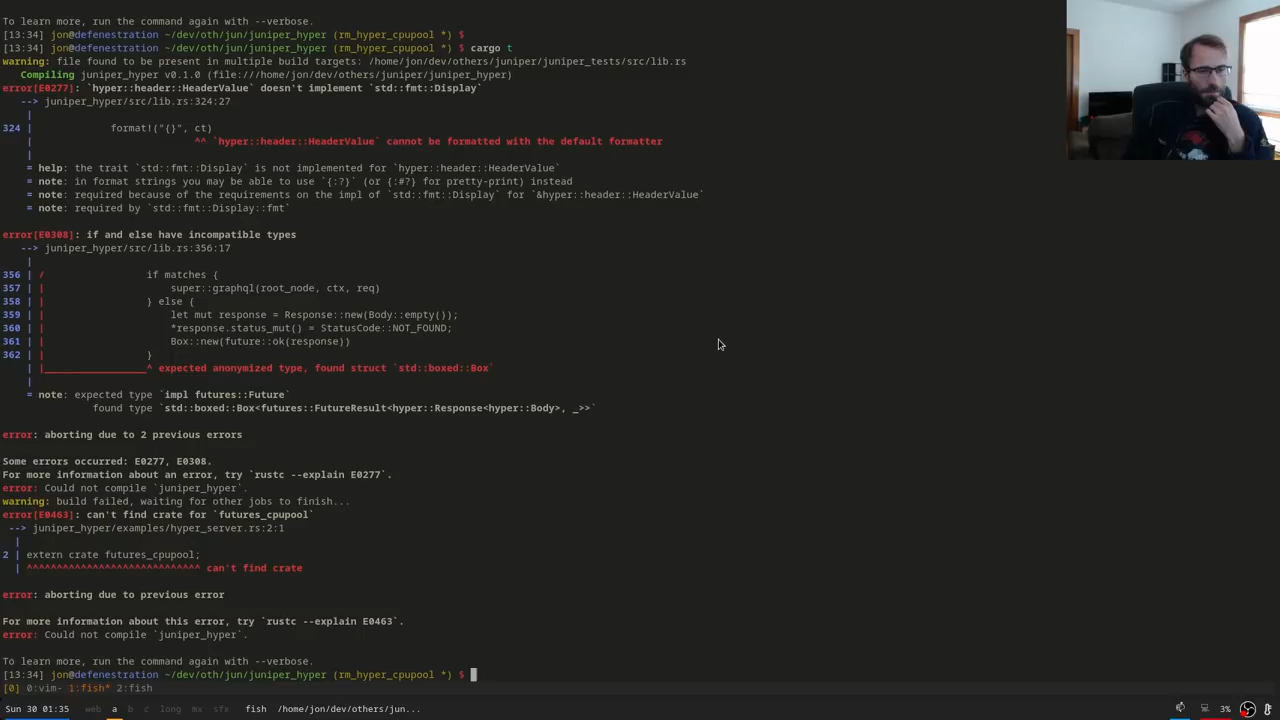 To learn more, run the command again with --verbose.
[13:34] jon@defenestration ~/dev/oth/jun/juniper_hyper (rm_hyper_cpupool *) $
[13:34] jon@defenestration ~/dev/oth/jun/juniper_hyper (rm_hyper_cpupool *) $ cargo t
warning: file found to be present in multiple build targets: /home/jon/dev/others/juniper/juniper_tests/src/lib.rs
   Compiling juniper_hyper v0.1.0 (file:///home/jon/dev/others/juniper/juniper_hyper)
error[E0277]: `hyper::header::HeaderValue` doesn't implement `std::fmt::Display`
   --> juniper_hyper/src/lib.rs:324:27
    |
324 |             format!("{}", ct)
    |                           ^^ `hyper::header::HeaderValue` cannot be formatted with the default formatter
    |
    = help: the trait `std::fmt::Display` is not implemented for `hyper::header::HeaderValue`
    = note: in format strings you may be able to use `{:?}` (or {:#?} for pretty-print) instead
    = note: required because of the requirements on the impl of `std::fmt::Display` for `&hyper::header::HeaderValue`
    = note: required by `std::fmt::Display::fmt`
error[E0308]: if and else have incompatible types
   --> juniper_hyper/src/lib.rs:356:17
    |
356 | /                 if matches {
357 | |                     super::graphql(root_node, ctx, req)
358 | |                 } else {
359 | |                     let mut response = Response::new(Body::empty());
360 | |                     *response.status_mut() = StatusCode::NOT_FOUND;
361 | |                     Box::new(future::ok(response))
362 | |                 }
    | |_________________^ expected anonymized type, found struct `std::boxed::Box`
    |
    = note: expected type `impl futures::Future`
               found type `std::boxed::Box<futures::FutureResult<hyper::Response<hyper::Body>, _>>`
error: aborting due to 2 previous errors
Some errors occurred: E0277, E0308.
For more information about an error, try `rustc --explain E0277`.
error: Could not compile `juniper_hyper`.
warning: build failed, waiting for other jobs to finish...
error[E0463]: can't find crate for `futures_cpupool`
 --> juniper_hyper/examples/hyper_server.rs:2:1
  |
2 | extern crate futures_cpupool;
  | ^^^^^^^^^^^^^^^^^^^^^^^^^^^^^ can't find crate
error: aborting due to previous error
For more information about this error, try `rustc --explain E0463`.
error: Could not compile `juniper_hyper`.
To learn more, run the command again with --verbose.
[13:34] jon@defenestration ~/dev/oth/jun/juniper_hyper (rm_hyper_cpupool *) $
[0] 0:vim- 1:fish* 2:fish
Sun 30 01:35 web a b c long mx sfx fish /home/jon/dev/others/jun... 3%